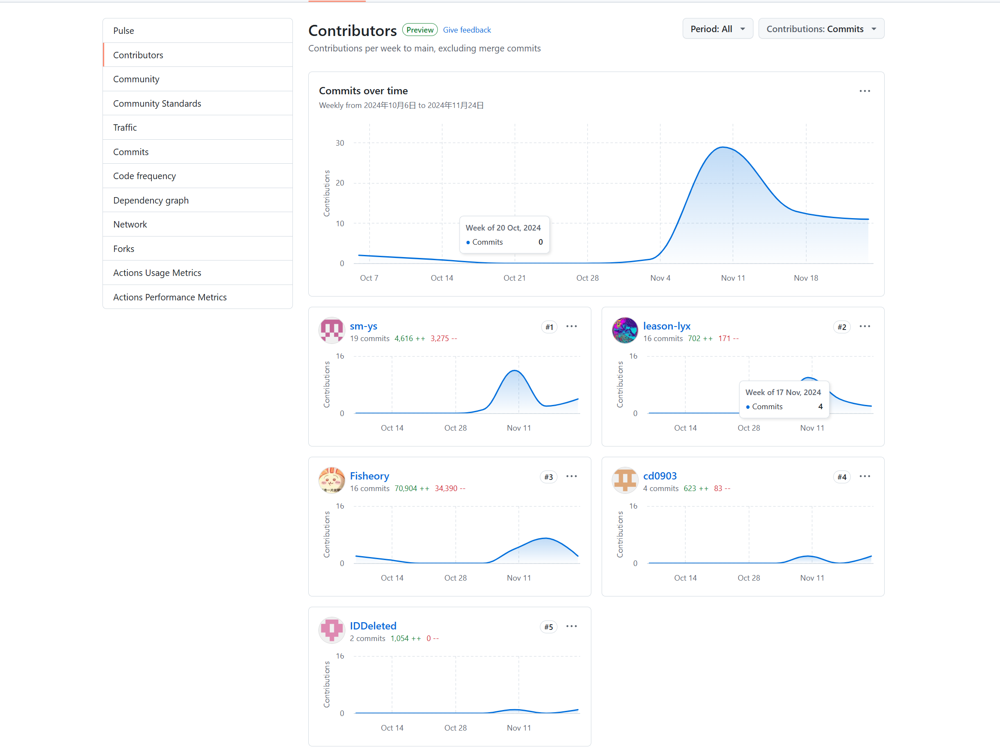 Pulse
Contributors
Community
Community Standards
Traffic
Commits
Code frequency
Dependency graph
Network
Forks
Actions Usage Metrics
Actions Performance Metrics
Contributors Preview Give feedback
Contributions per week to main, excluding merge commits
Period: All
Contributions: Commits
Commits over time
Weekly from 2024年10月6日 to 2024年11月24日
Contributions
30
20
10
0
Week of 20 Oct, 2024
Commits 0
Oct 7 Oct 14 Oct 21 Oct 28 Nov 4 Nov 11 Nov 18
sm-ys #1
19 commits 4,616 ++ 3,275 --
Contributions
16
0
Oct 14 Oct 28 Nov 11
leason-lyx #2
16 commits 702 ++ 171 --
Contributions
16
0
Week of 17 Nov, 2024
Commits 4
Oct 14 Oct 28 Nov 11
Fisheory #3
16 commits 70,904 ++ 34,390 --
Contributions
16
0
Oct 14 Oct 28 Nov 11
cd0903 #4
4 commits 623 ++ 83 --
Contributions
16
0
Oct 14 Oct 28 Nov 11
IDDeleted #5
2 commits 1,054 ++ 0 --
Contributions
16
0
Oct 14 Oct 28 Nov 11